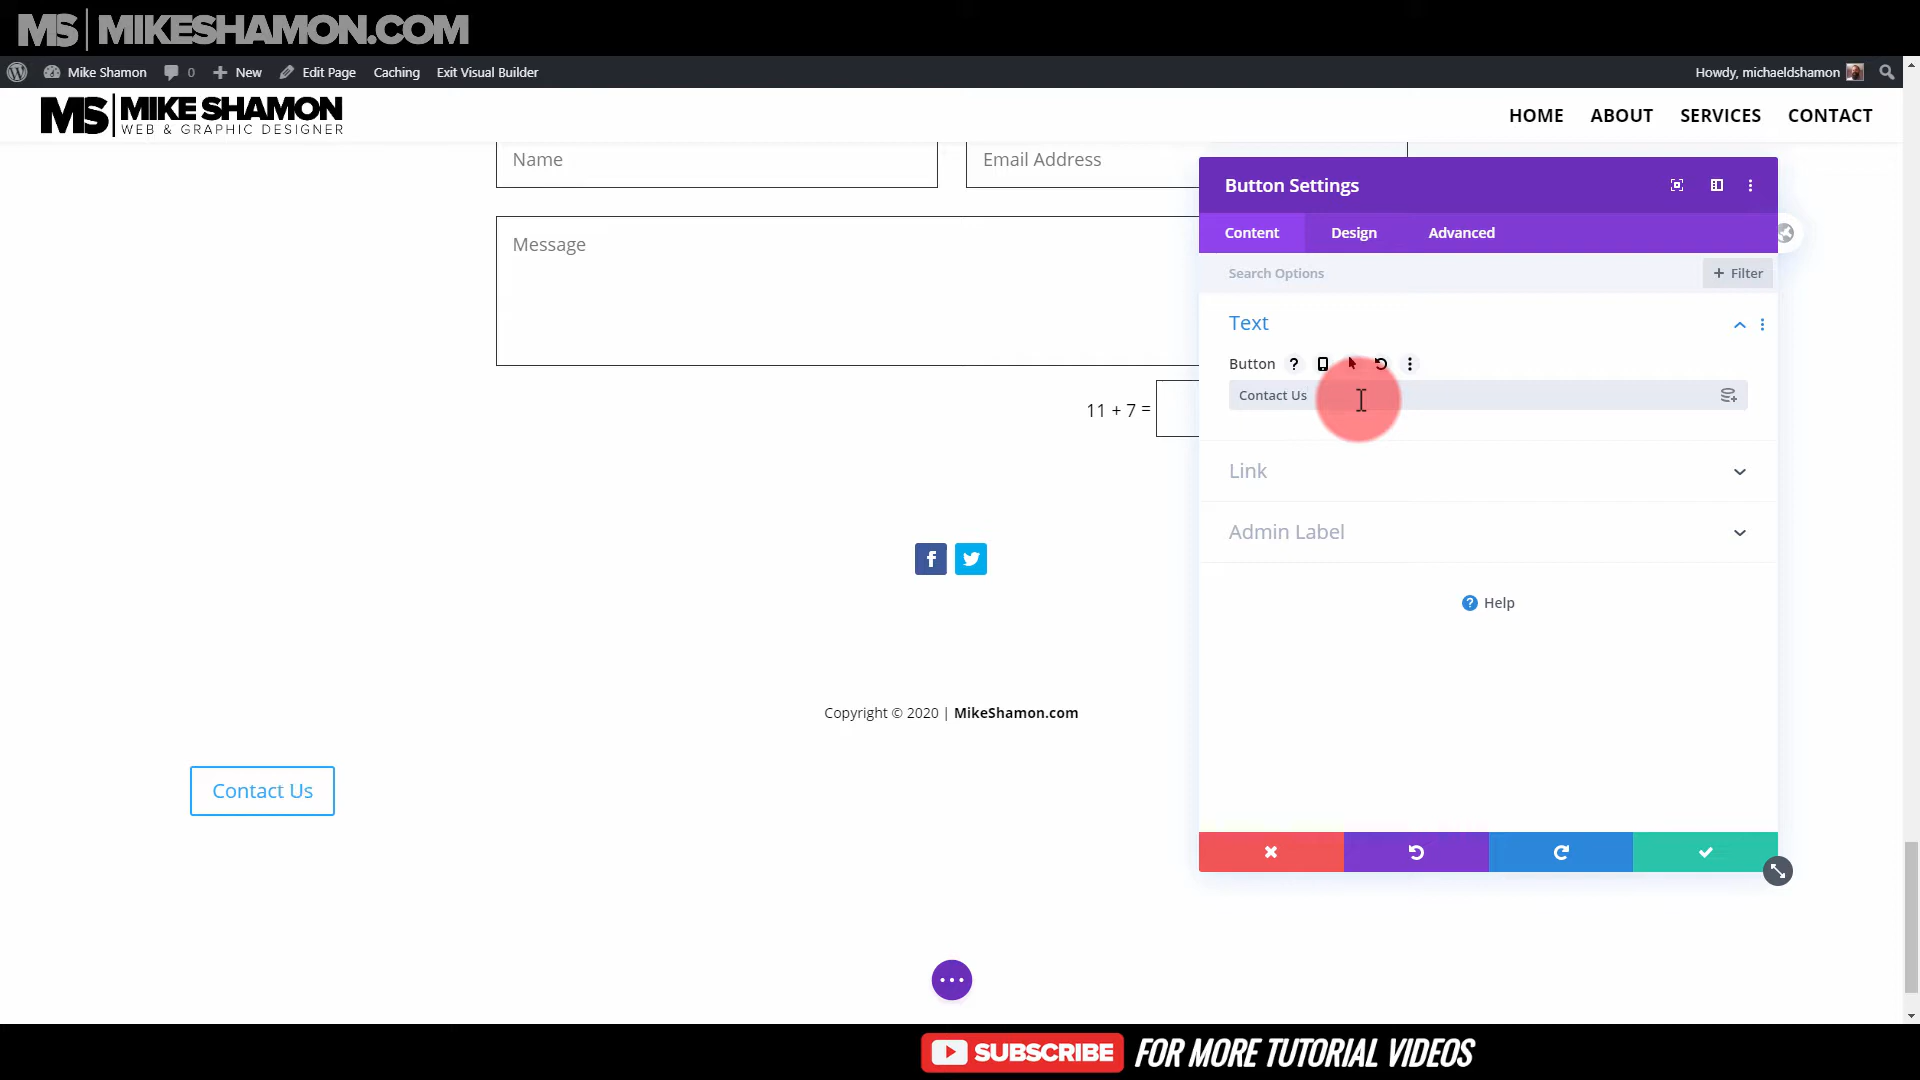 MS MIKESHAMON.COM
Mike Shamon 0 New Edit Page Caching Exit Visual Builder Howdy, michaeldshamon
MS MIKE SHAMON
WEB & GRAPHIC DESIGNER
HOME ABOUT SERVICES CONTACT
Name Email Address
Message
11 + 7 =
Button Settings
Content Design Advanced
Search Options + Filter
Text
Button ?
Contact Us
Link
Admin Label
? Help
Copyright © 2020 | MikeShamon.com
Contact Us
SUBSCRIBE FOR MORE TUTORIAL VIDEOS